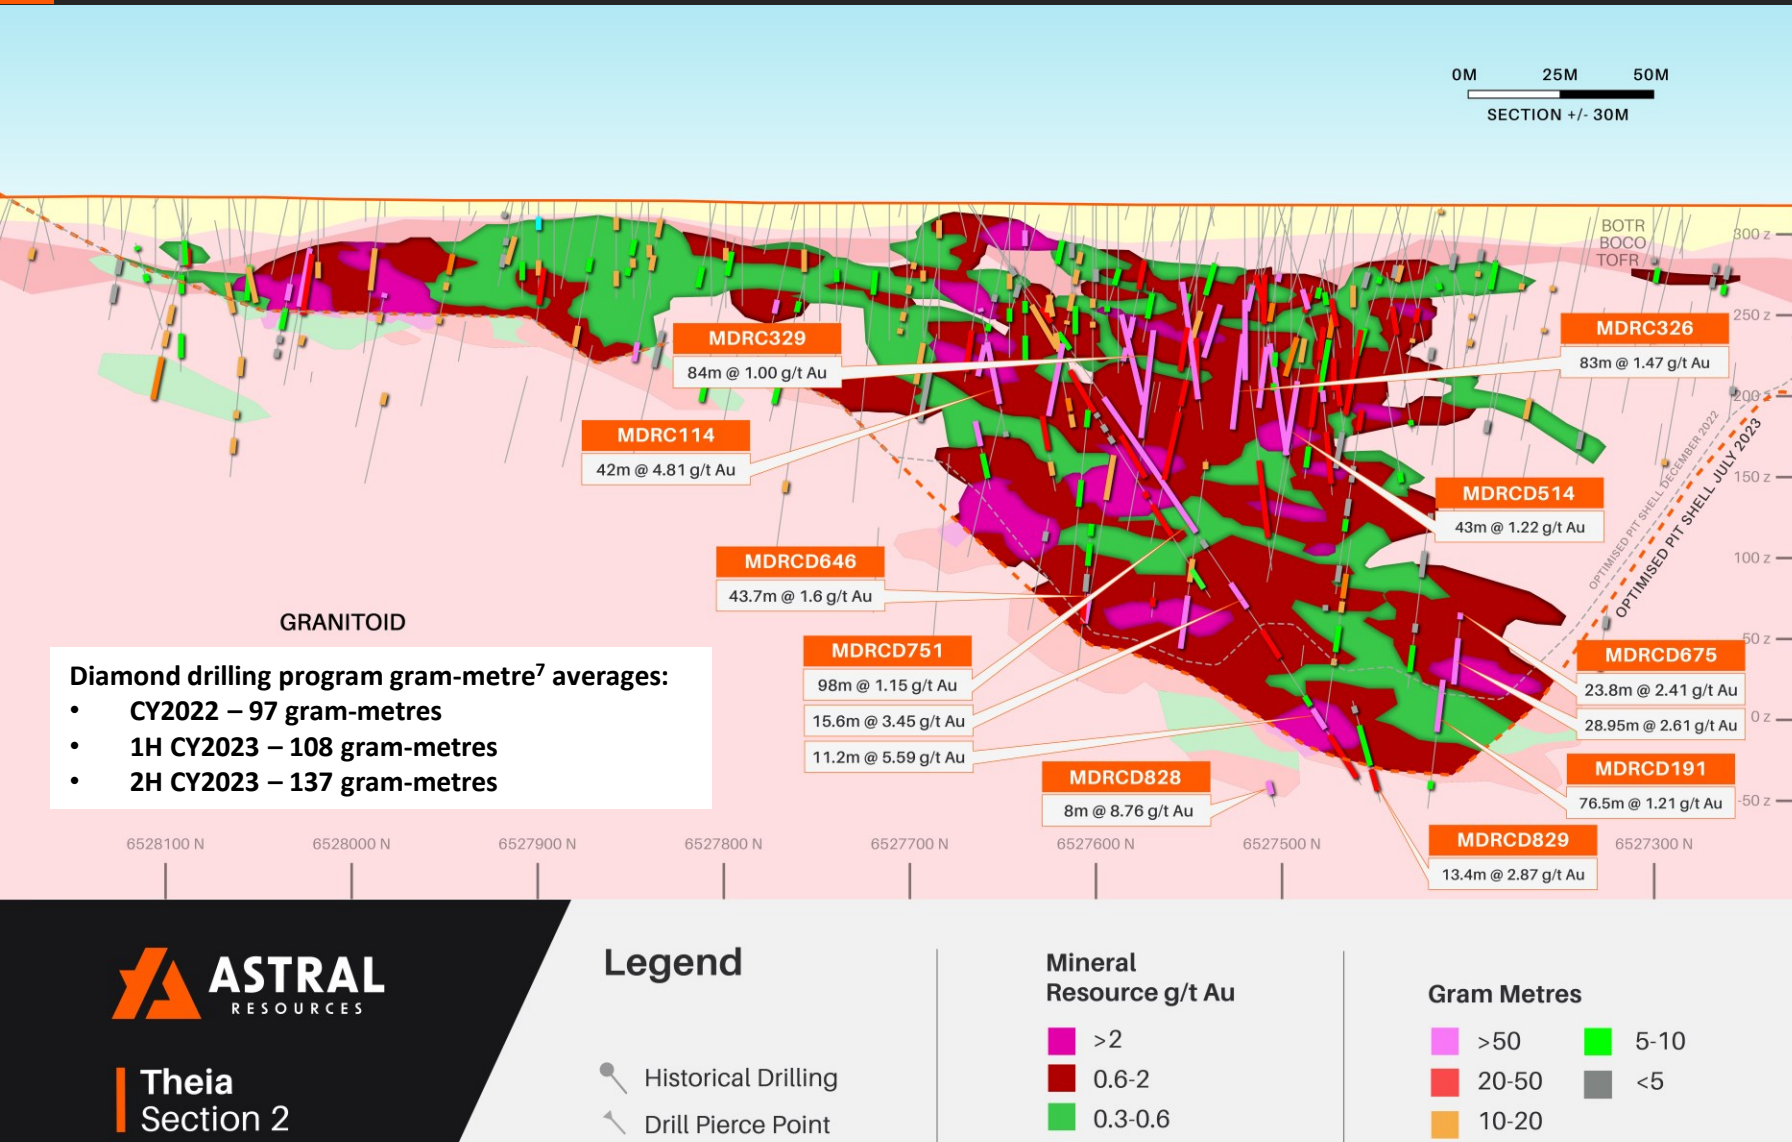 0M 25M 50M
SECTION +/- 30M
BOTR
BOCO
TOFR
300 z
250 z
200 z
150 z
100 z
50 z
0 z
-50 z
MDRC329
84m @ 1.00 g/t Au
MDRC326
83m @ 1.47 g/t Au
MDRC114
42m @ 4.81 g/t Au
MDRCD514
43m @ 1.22 g/t Au
OPTIMISED PIT SHELL DECEMBER 2022
OPTIMISED PIT SHELL JULY 2023
MDRCD646
43.7m @ 1.6 g/t Au
GRANITOID
MDRCD751
98m @ 1.15 g/t Au
15.6m @ 3.45 g/t Au
11.2m @ 5.59 g/t Au
MDRCD675
23.8m @ 2.41 g/t Au
28.95m @ 2.61 g/t Au
Diamond drilling program gram-metre⁷ averages:
• CY2022 – 97 gram-metres
• 1H CY2023 – 108 gram-metres
• 2H CY2023 – 137 gram-metres
MDRCD828
8m @ 8.76 g/t Au
MDRCD191
76.5m @ 1.21 g/t Au
MDRCD829
13.4m @ 2.87 g/t Au
6528100 N 6528000 N 6527900 N 6527800 N 6527700 N 6527600 N 6527500 N 6527300 N
ASTRAL
RESOURCES
Theia
Section 2
Legend
Historical Drilling
Drill Pierce Point
Mineral
Resource g/t Au
>2
0.6-2
0.3-0.6
Gram Metres
>50 5-10
20-50 <5
10-20